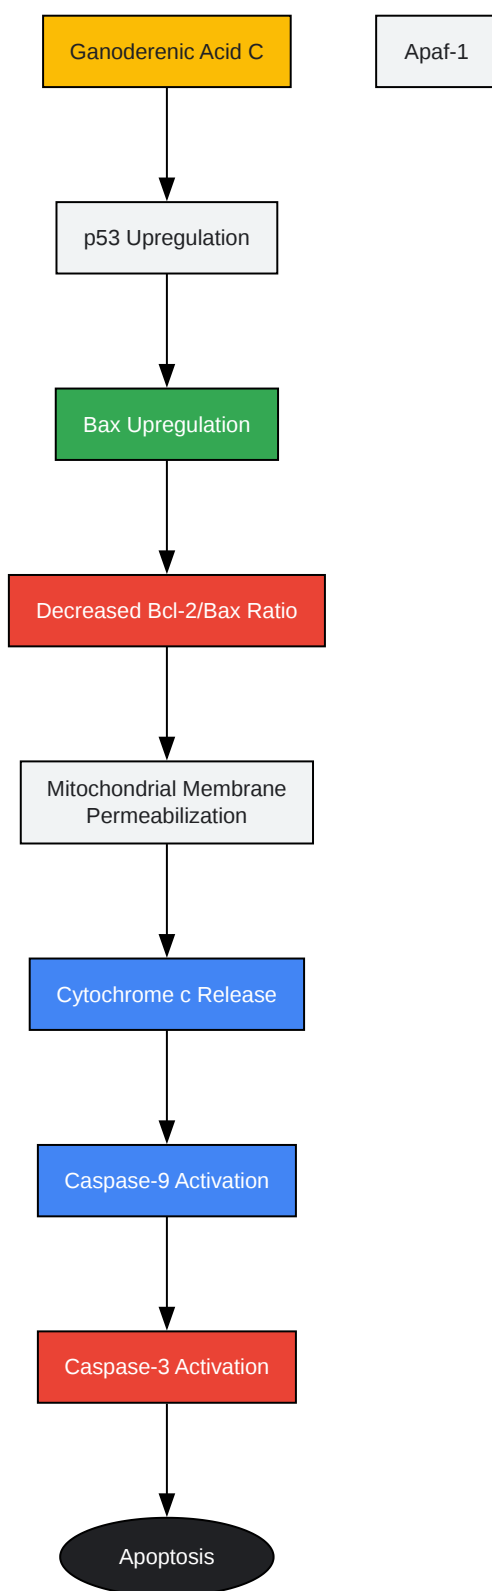 Ganoderenic Acid C
Apaf-1
p53 Upregulation
Bax Upregulation
Decreased Bcl-2/Bax Ratio
Mitochondrial Membrane
Permeabilization
Cytochrome c Release
Caspase-9 Activation
Caspase-3 Activation
Apoptosis